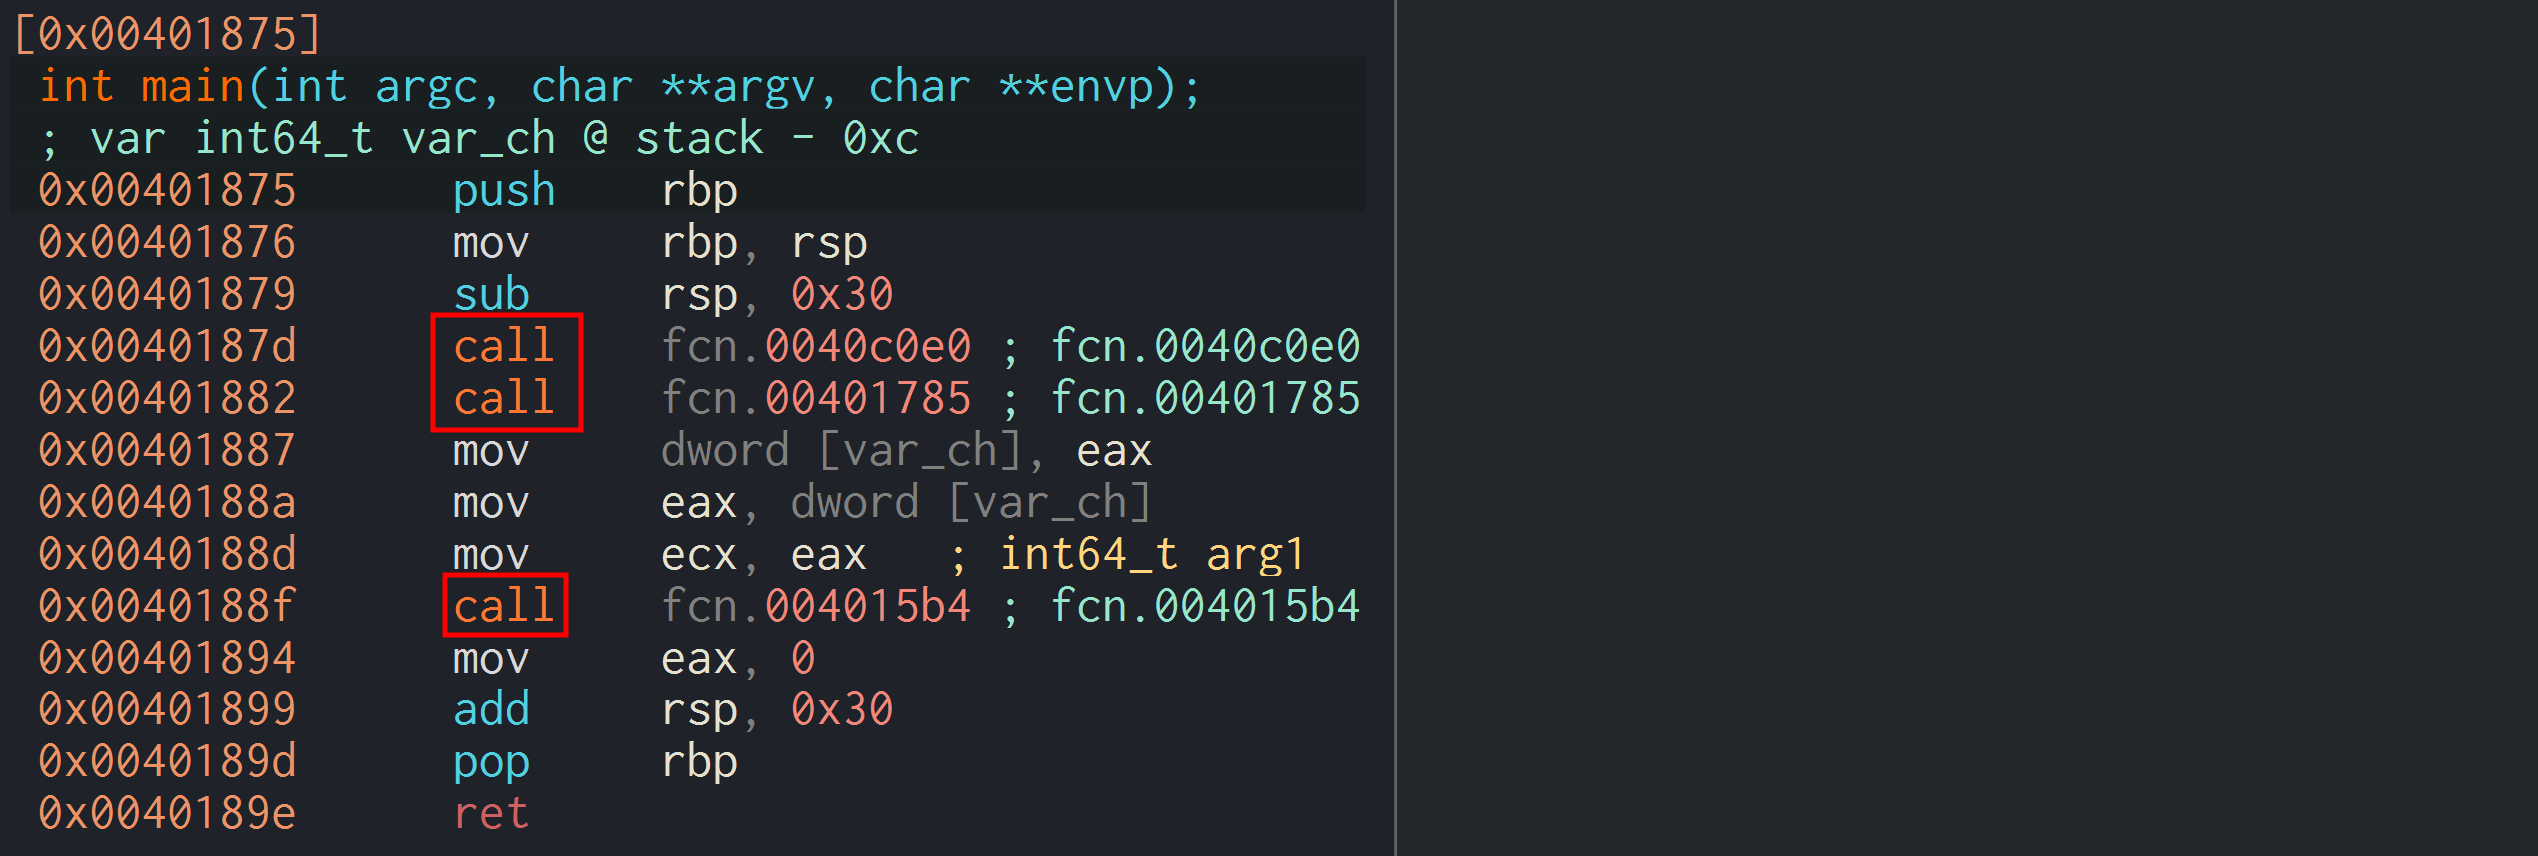 [0x00401875]
int main(int argc, char **argv, char **envp);
; var int64_t var_ch @ stack - 0xc
0x00401875 push rbp
0x00401876 mov rbp, rsp
0x00401879 sub rsp, 0x30
0x0040187d call fcn.0040c0e0 ; fcn.0040c0e0
0x00401882 call fcn.00401785 ; fcn.00401785
0x00401887 mov dword [var_ch], eax
0x0040188a mov eax, dword [var_ch]
0x0040188d mov ecx, eax ; int64_t arg1
0x0040188f call fcn.004015b4 ; fcn.004015b4
0x00401894 mov eax, 0
0x00401899 add rsp, 0x30
0x0040189d pop rbp
0x0040189e ret